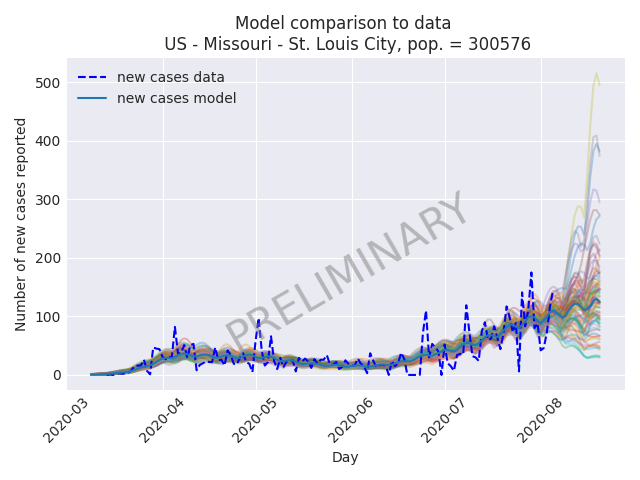 Model comparison to data
US - Missouri - St. Louis City, pop. = 300576
new cases data
new cases model
PRELIMINARY
Number of new cases reported
500
400
300
200
100
0
2020-03
2020-04
2020-05
2020-06
2020-07
2020-08
Day